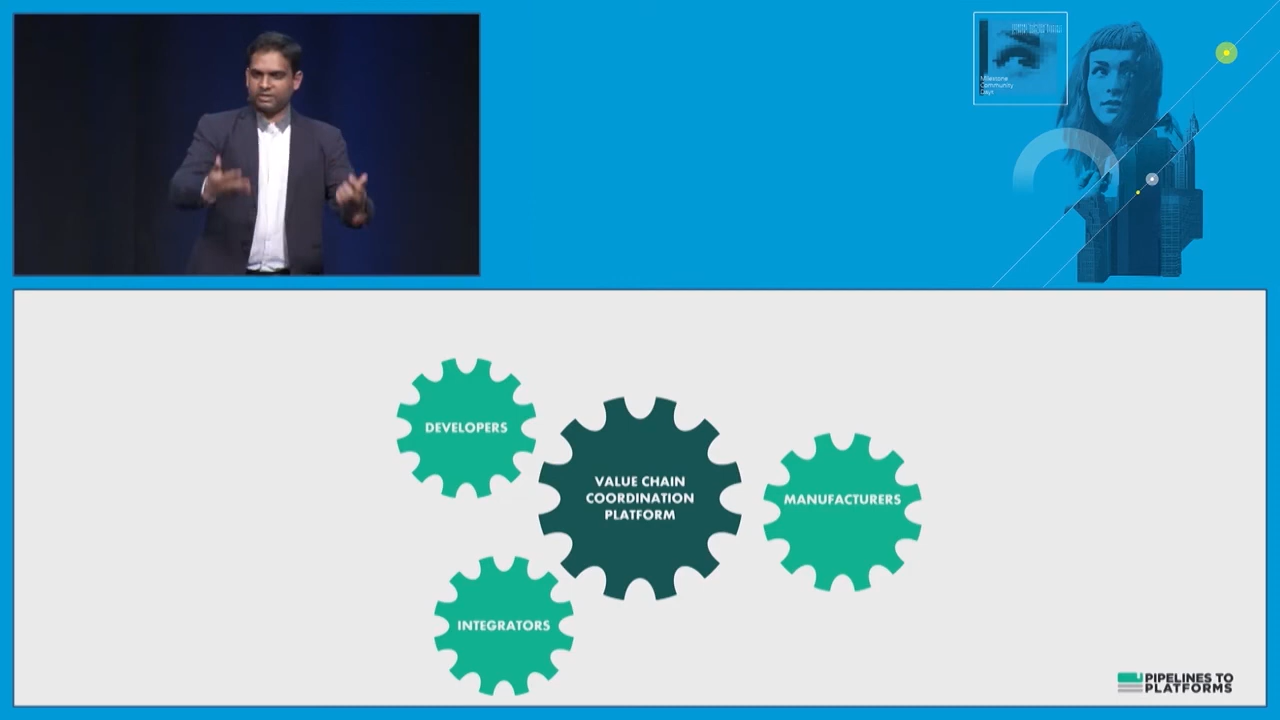 Milestone
Community
Days
DEVELOPERS
VALUE CHAIN
COORDINATION
PLATFORM
MANUFACTURERS
INTEGRATORS
PIPELINES TO
PLATFORMS